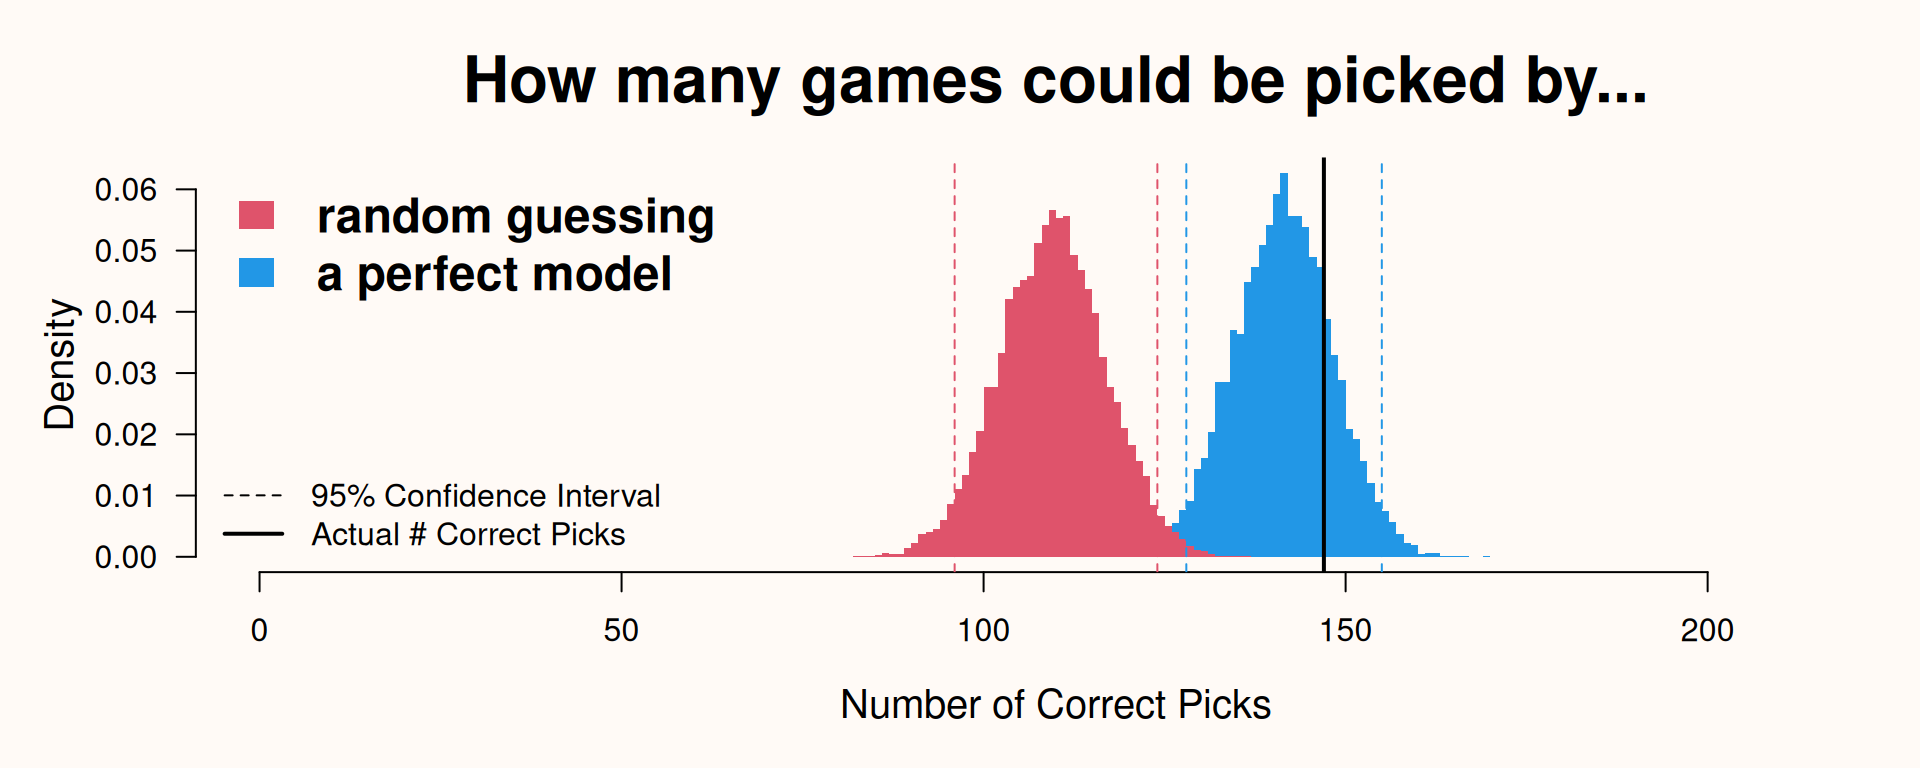 How many games could be picked by...
random guessing
a perfect model
95% Confidence Interval
Actual # Correct Picks
Density
0.06
0.05
0.04
0.03
0.02
0.01
0.00
0 50 100 150 200
Number of Correct Picks